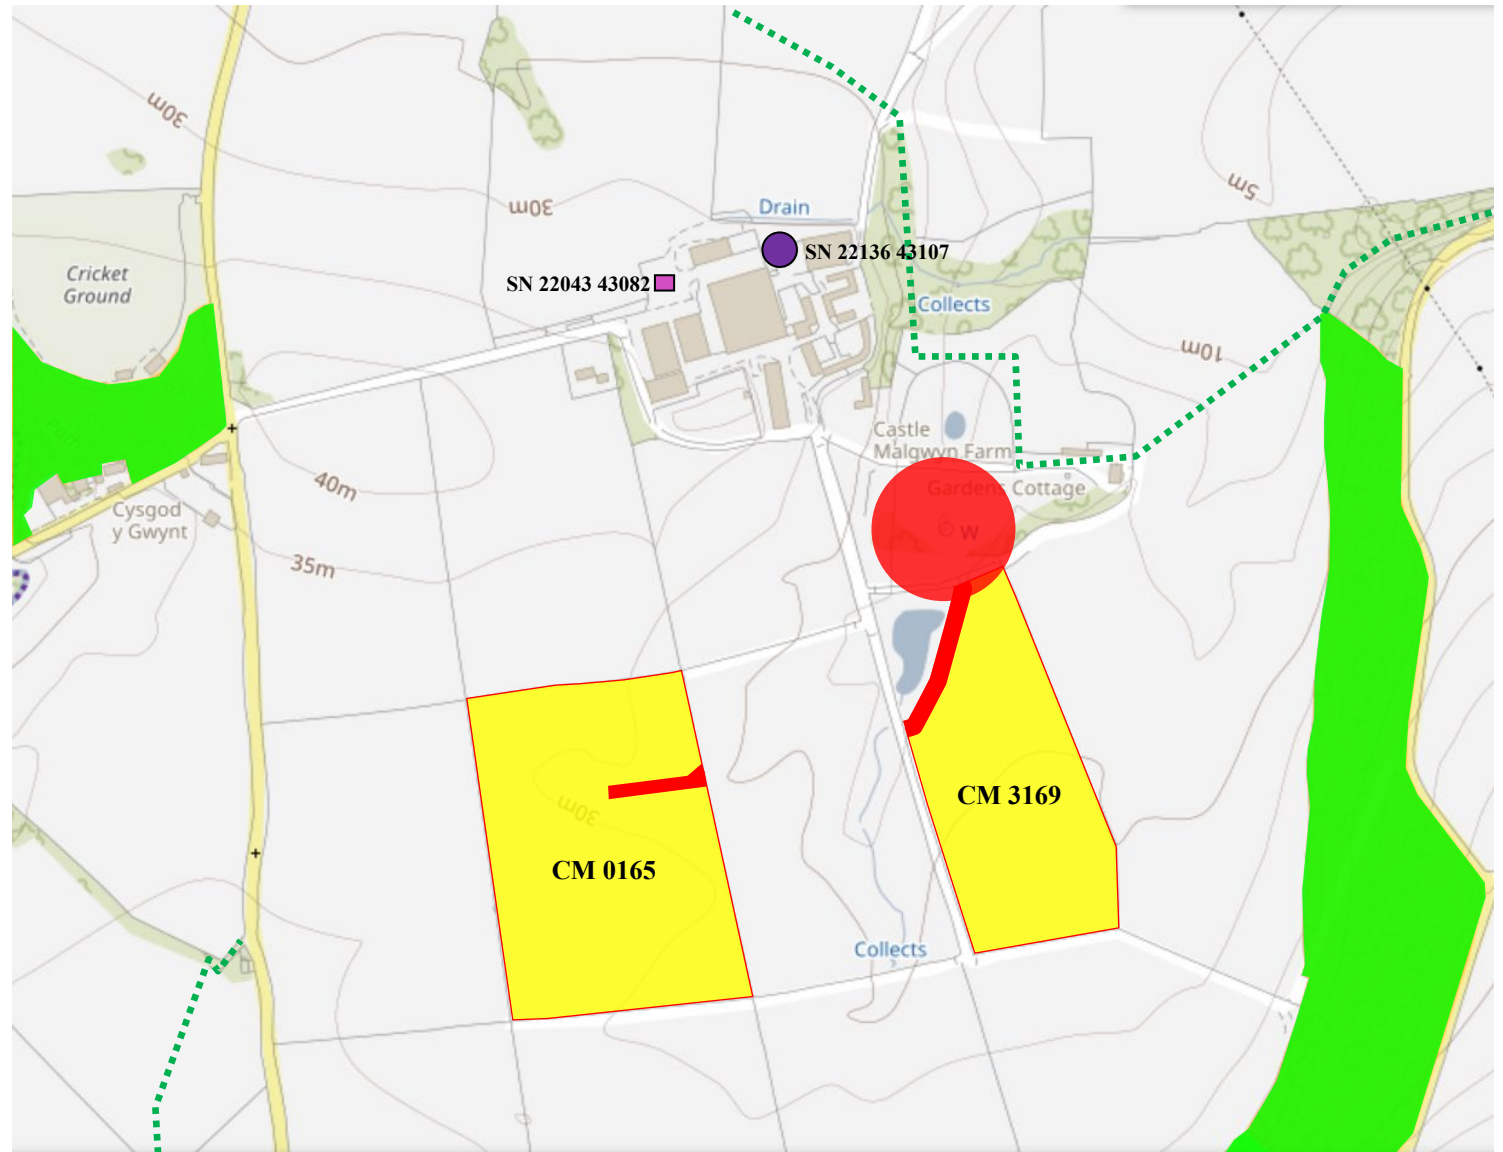 30m
5m
30m
Drain
SN 22136 43107
Cricket
Ground
SN 22043 43082
Collects
10m
Castle
Malgwyn Farm
Path
40m
Gardens Cottage
Cysgod
y Gwynt
W
35m
CM 3169
30m
CM 0165
Collects